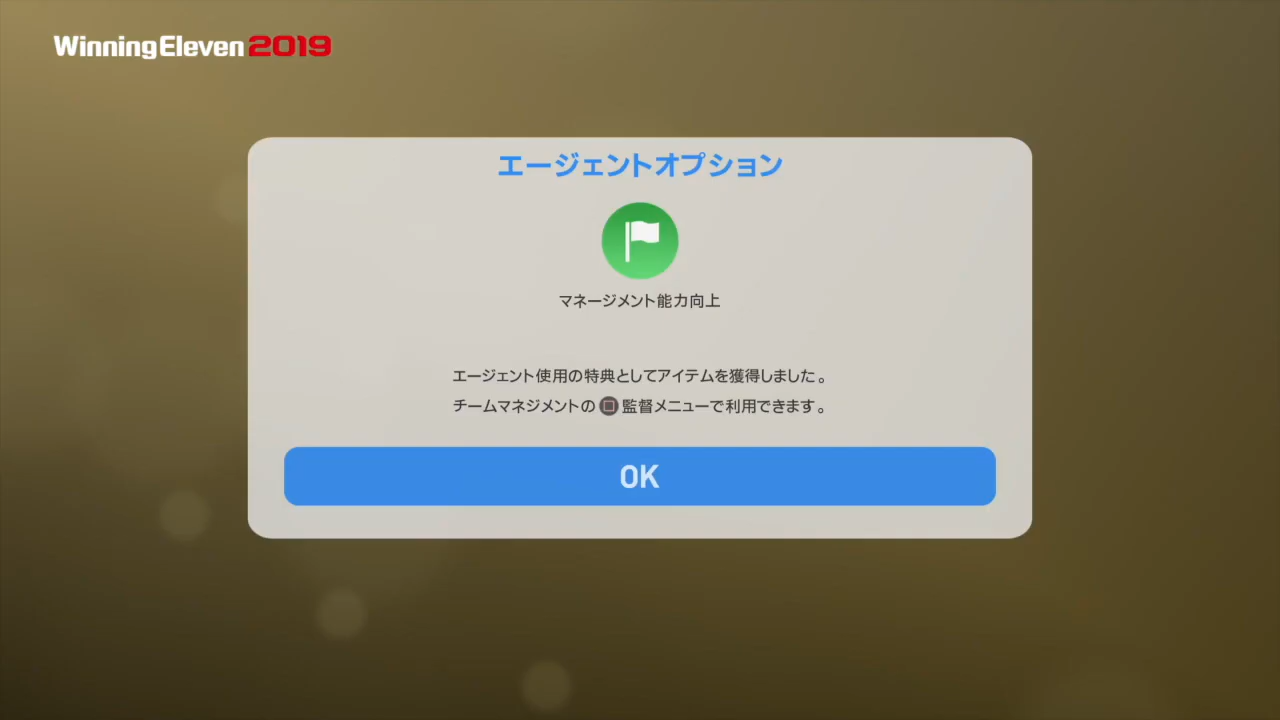 WinningEleven 2019
エージェントオプション
マネージメント能力向上
エージェント使用の特典としてアイテムを獲得しました。
チームマネジメントの 監督メニューで利用できます。
OK